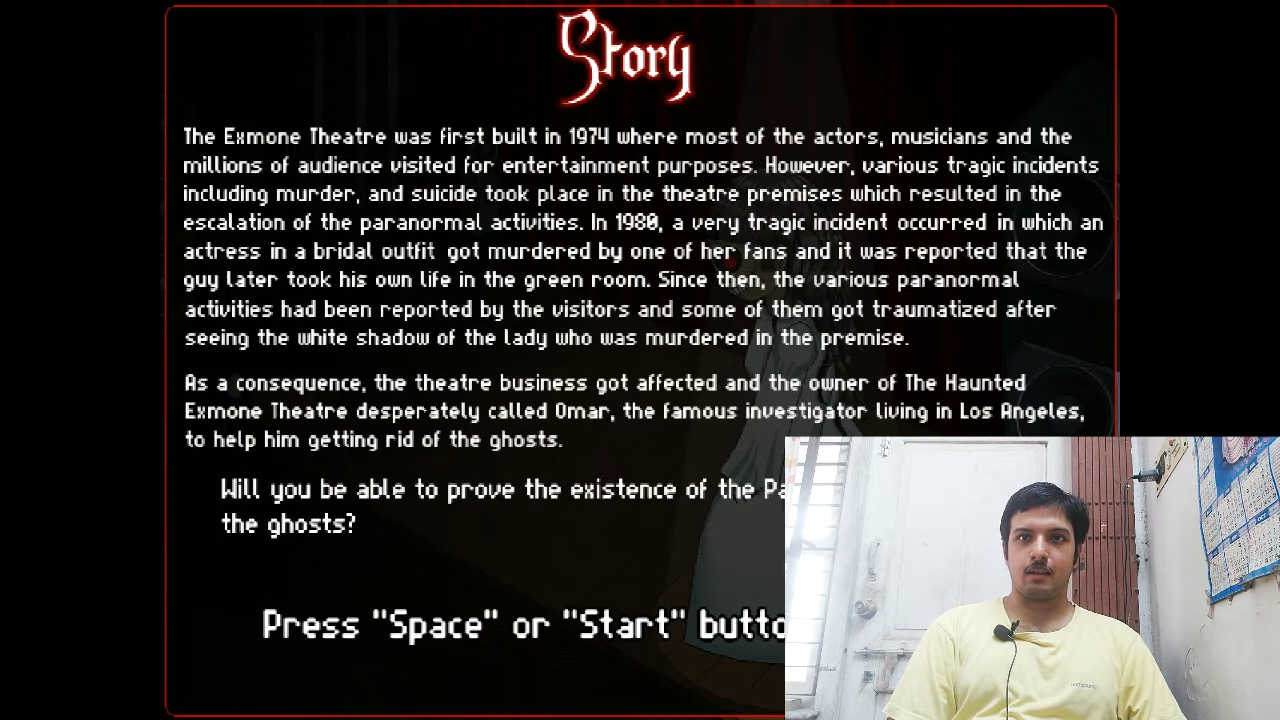 Story
The Exmone Theatre was first built in 1974 where most of the actors, musicians and the
millions of audience visited for entertainment purposes. However, various tragic incidents
including murder, and suicide took place in the theatre premises which resulted in the
escalation of the paranormal activities. In 1980, a very tragic incident occurred in which an
actress in a bridal outfit got murdered by one of her fans and it was reported that the
guy later took his own life in the green room. Since then, the various paranormal
activities had been reported by the visitors and some of them got traumatized after
seeing the white shadow of the lady who was murdered in the premise.
As a consequence, the theatre business got affected and the owner of The Haunted
Exmone Theatre desperately called Omar, the famous investigator living in Los Angeles,
to help him getting rid of the ghosts.
Will you be able to prove the existence of the Pa
the ghosts?
Press "Space" or "Start" butto